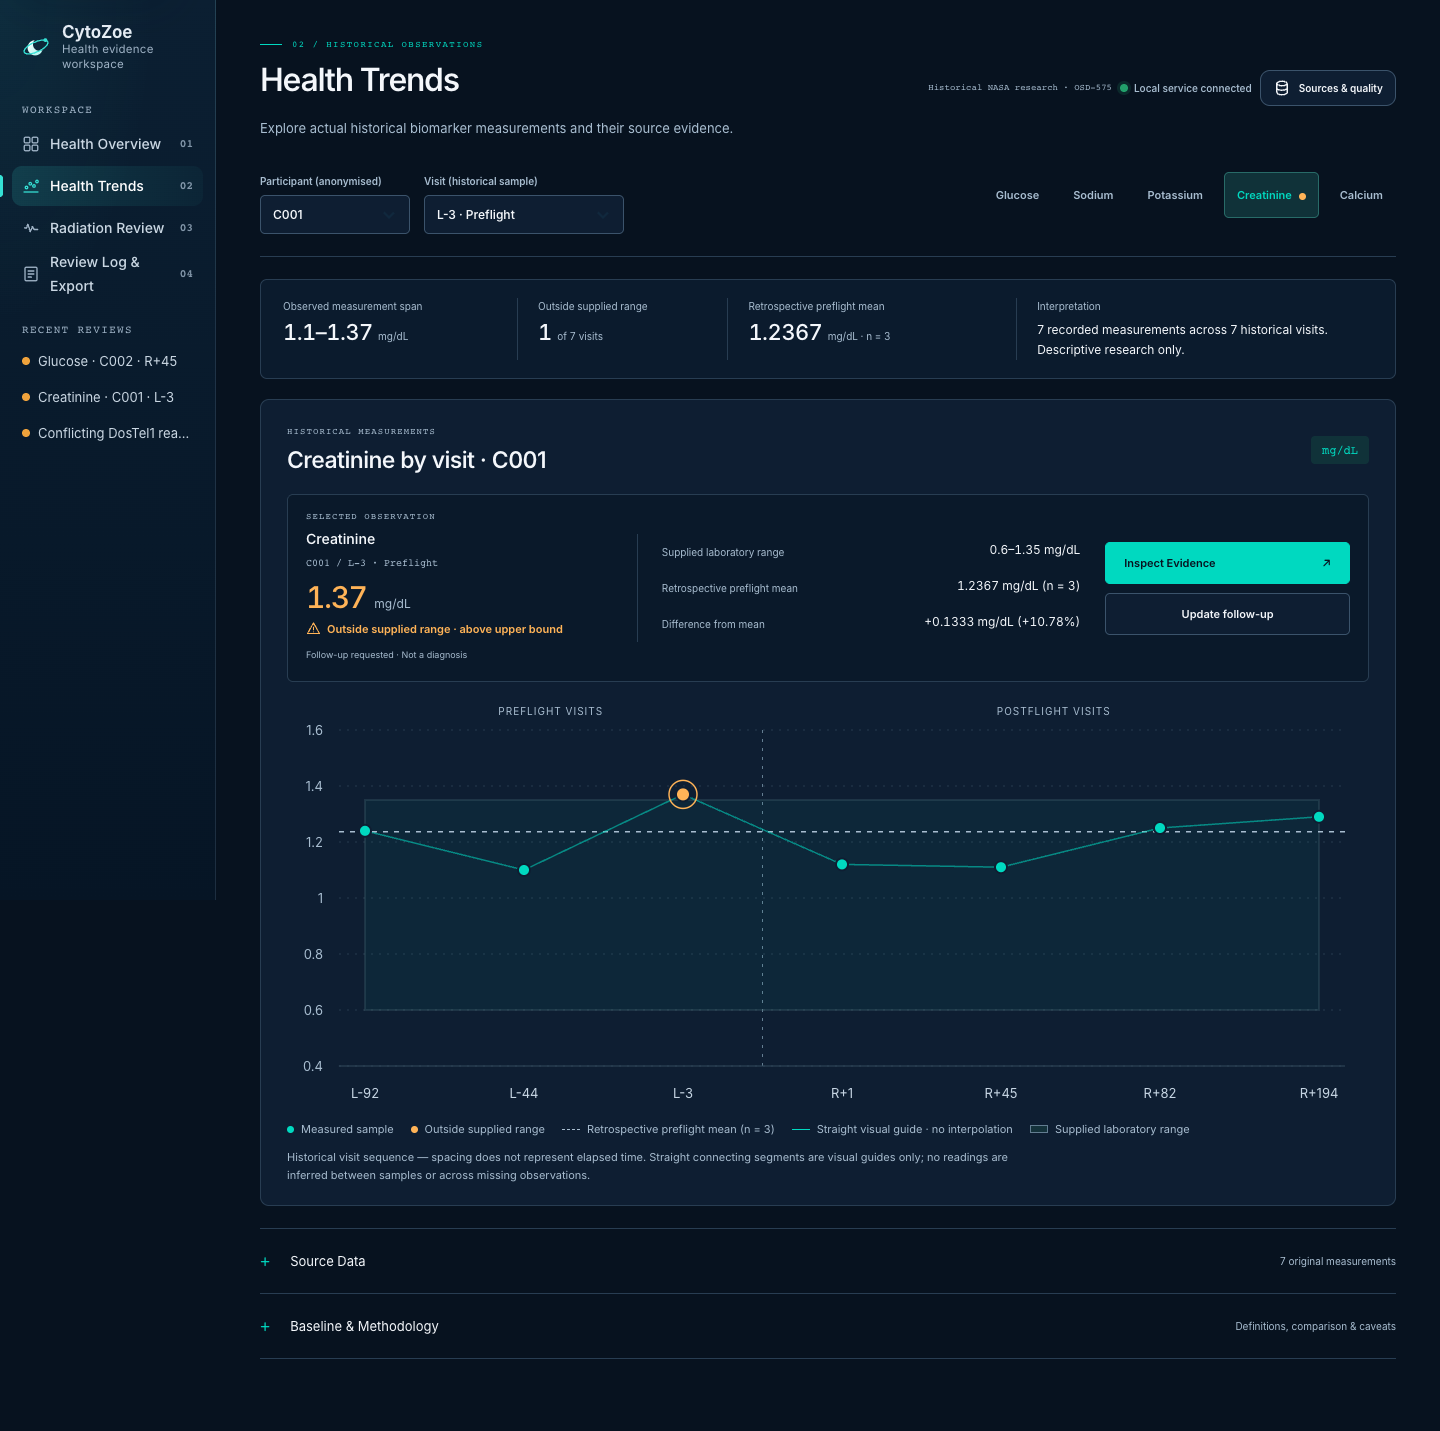 CytoZoe
Health evidence
workspace
WORKSPACE
Health Overview 01
Health Trends 02
Radiation Review 03
Review Log &
Export
04
RECENT REVIEWS
Glucose · C002 · R+45
Creatinine · C001 · L-3
Conflicting DosTel1 rea...
02 / HISTORICAL OBSERVATIONS
Health Trends
Historical NASA research · OSD-575
Local service connected
Sources & quality
Explore actual historical biomarker measurements and their source evidence.
Participant (anonymised)
C001
Visit (historical sample)
L-3 · Preflight
Glucose
Sodium
Potassium
Creatinine
Calcium
Observed measurement span
1.1–1.37 mg/dL
Outside supplied range
1 of 7 visits
Retrospective preflight mean
1.2367 mg/dL · n = 3
Interpretation
7 recorded measurements across 7 historical visits.
Descriptive research only.
HISTORICAL MEASUREMENTS
Creatinine by visit · C001
mg/dL
SELECTED OBSERVATION
Creatinine
C001 / L-3 · Preflight
1.37 mg/dL
Outside supplied range · above upper bound
Follow-up requested · Not a diagnosis
Supplied laboratory range 0.6–1.35 mg/dL
Retrospective preflight mean 1.2367 mg/dL (n = 3)
Difference from mean +0.1333 mg/dL (+10.78%)
Inspect Evidence
Update follow-up
PREFLIGHT VISITS
POSTFLIGHT VISITS
1.6
1.4
1.2
1
0.8
0.6
0.4
L-92
L-44
L-3
R+1
R+45
R+82
R+194
Measured sample
Outside supplied range
Retrospective preflight mean (n = 3)
Straight visual guide · no interpolation
Supplied laboratory range
Historical visit sequence — spacing does not represent elapsed time. Straight connecting segments are visual guides only; no readings are
inferred between samples or across missing observations.
+ Source Data
7 original measurements
+ Baseline & Methodology
Definitions, comparison & caveats